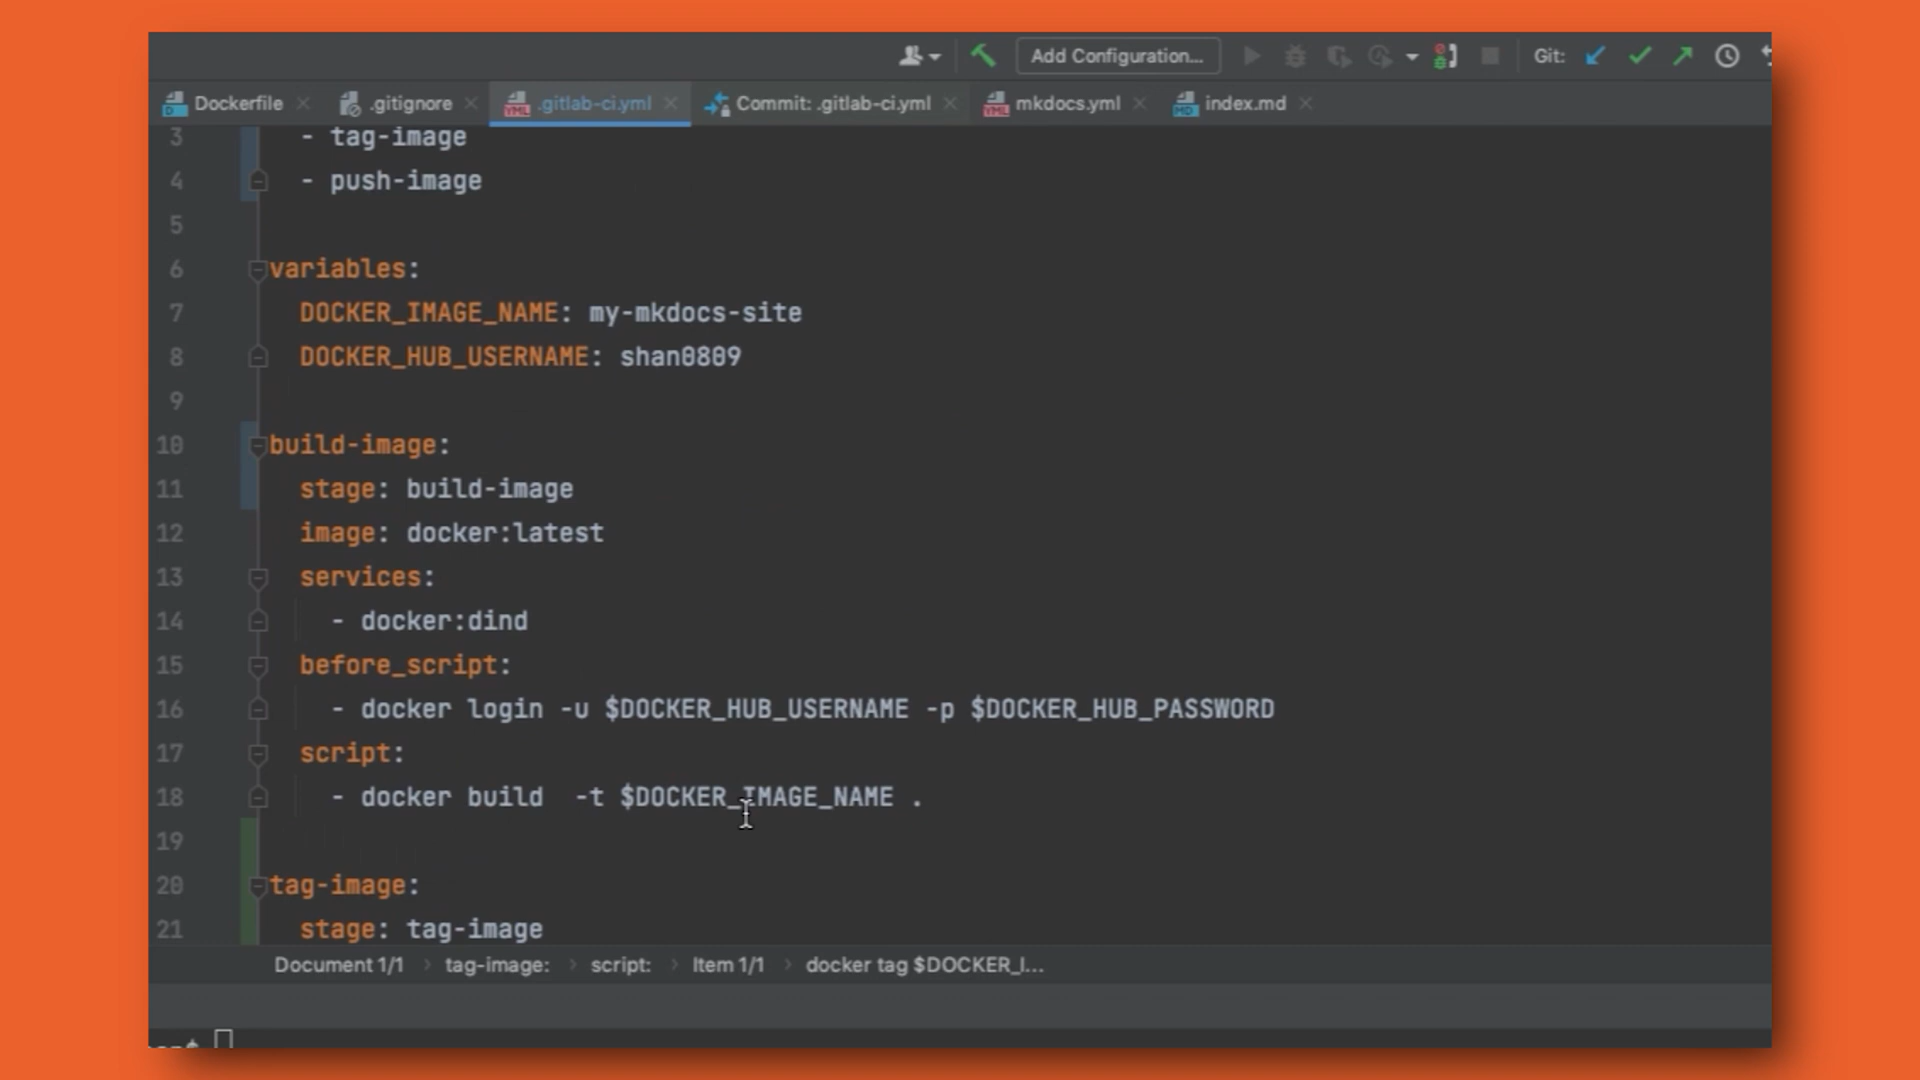 Add Configuration... Git:
Dockerfile .gitignore .gitlab-ci.yml Commit: .gitlab-ci.yml mkdocs.yml index.md
3 - tag-image
4 - push-image
5
6 variables:
7 DOCKER_IMAGE_NAME: my-mkdocs-site
8 DOCKER_HUB_USERNAME: shan0809
9
10 build-image:
11 stage: build-image
12 image: docker:latest
13 services:
14 - docker:dind
15 before_script:
16 - docker login -u $DOCKER_HUB_USERNAME -p $DOCKER_HUB_PASSWORD
17 script:
18 - docker build  -t $DOCKER_IMAGE_NAME .
19
20 tag-image:
21 stage: tag-image
Document 1/1 › tag-image: › script: › Item 1/1 › docker tag $DOCKER_I...